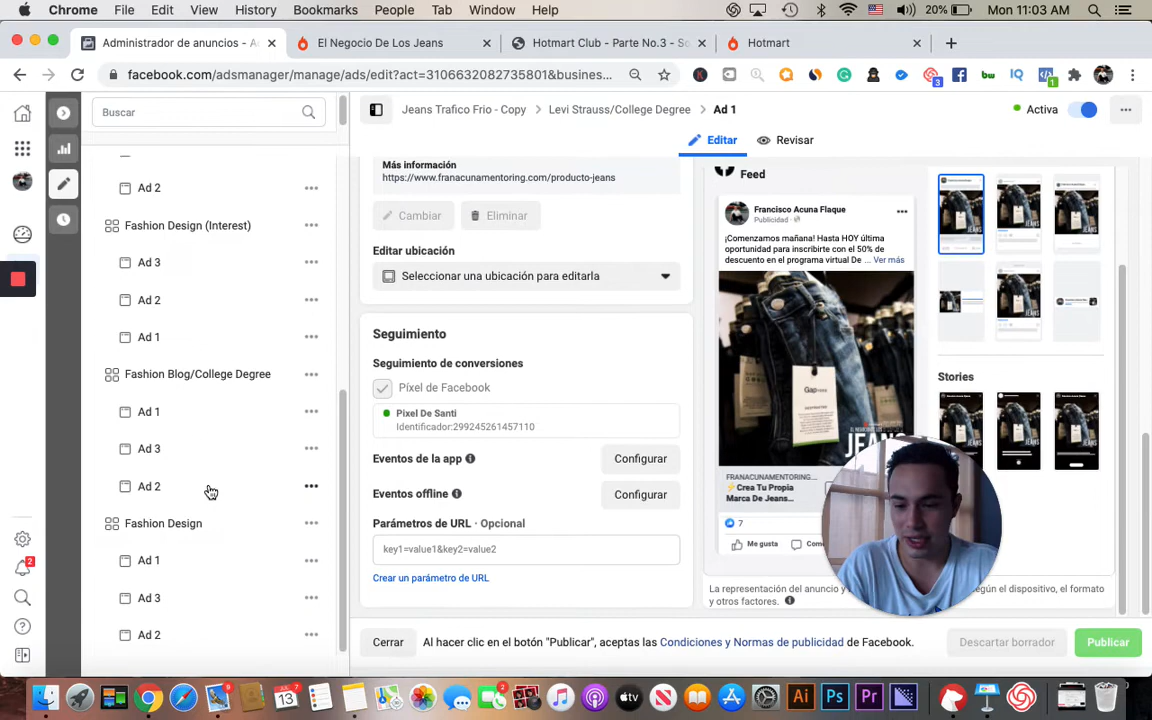 Chrome File Edit View History Bookmarks People Tab Window Help 20% Mon 11:03 AM
Administrador de anuncios - A El Negocio De Los Jeans Hotmart Club - Parte No.3 - So Hotmart
facebook.com/adsmanager/manage/ads/edit?act=3106632082735801&busines...
Buscar
Jeans Trafico Frio - Copy Levi Strauss/College Degree Ad 1 Activa
Editar Revisar
Ad 2
Fashion Design (Interest)
Ad 3
Ad 2
Ad 1
Fashion Blog/College Degree
Ad 1
Ad 3
Ad 2
Fashion Design
Ad 1
Ad 3
Ad 2
Más información
https://www.franacunamentoring.com/producto-jeans
Cambiar Eliminar
Editar ubicación
Seleccionar una ubicación para editarla
Seguimiento
Seguimiento de conversiones
Píxel de Facebook
Pixel De Santi
Identificador:299245261457110
Eventos de la app Configurar
Eventos offline Configurar
Parámetros de URL · Opcional
key1=value1&key2=value2
Crear un parámetro de URL
Feed
Francisco Acuna Flaque
Publicidad
¡Comenzamos mañana! Hasta HOY última
oportunidad para inscribirte con el 50% de
descuento en el programa virtual De ... Ver más
JEANS
FRANACUNAMENTORING...
⚡Crea Tu Propia
Marca De Jeans...
7
Me gusta
Stories
La representación del anuncio y
según el dispositivo, el formato
y otros factores.
Cerrar Al hacer clic en el botón "Publicar", aceptas las Condiciones y Normas de publicidad de Facebook. Descartar borrador Publicar